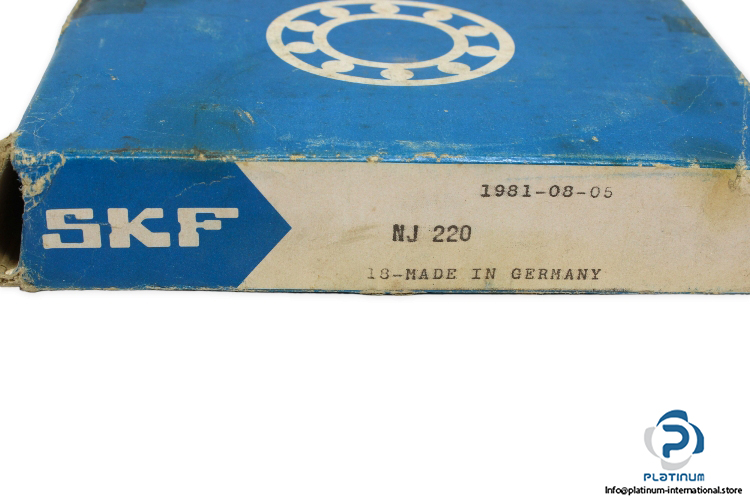 1981-08-05
SKF
NJ 220
18-MADE IN GERMANY
PLATINUM
Info@platinum-international.store